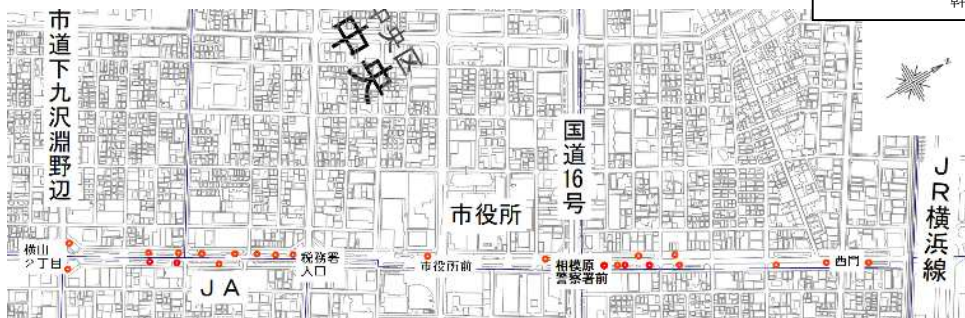 市道下九沢淵野辺
中央区
中央
国道16号
JR横浜線
市役所
横山
２丁目
税務署
入口
市役所前
相模原
警察署前
西門
ＪＡ